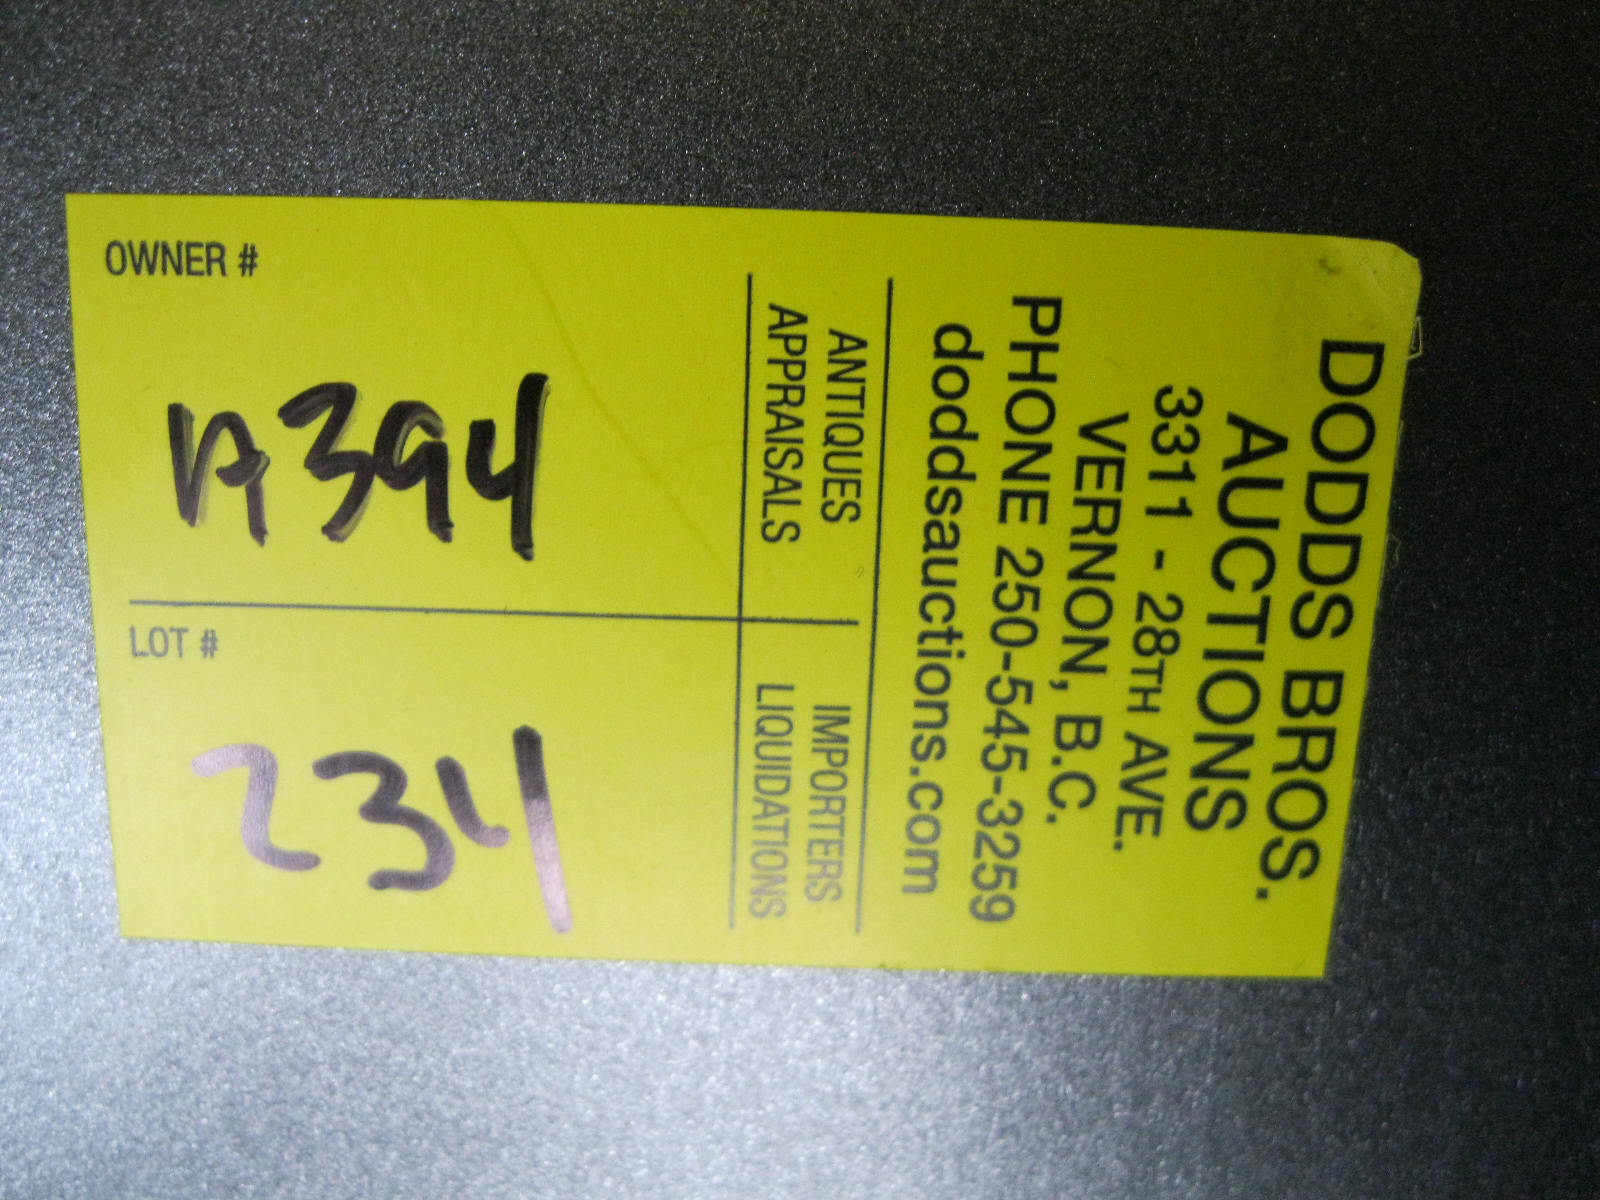 DODDS BROS.
AUCTIONS
3311 - 28TH AVE.
VERNON, B.C.
PHONE 250-545-3259
doddsauctions.com
ANTIQUES
APPRAISALS
IMPORTERS
LIQUIDATIONS
OWNER #
A394
LOT #
234